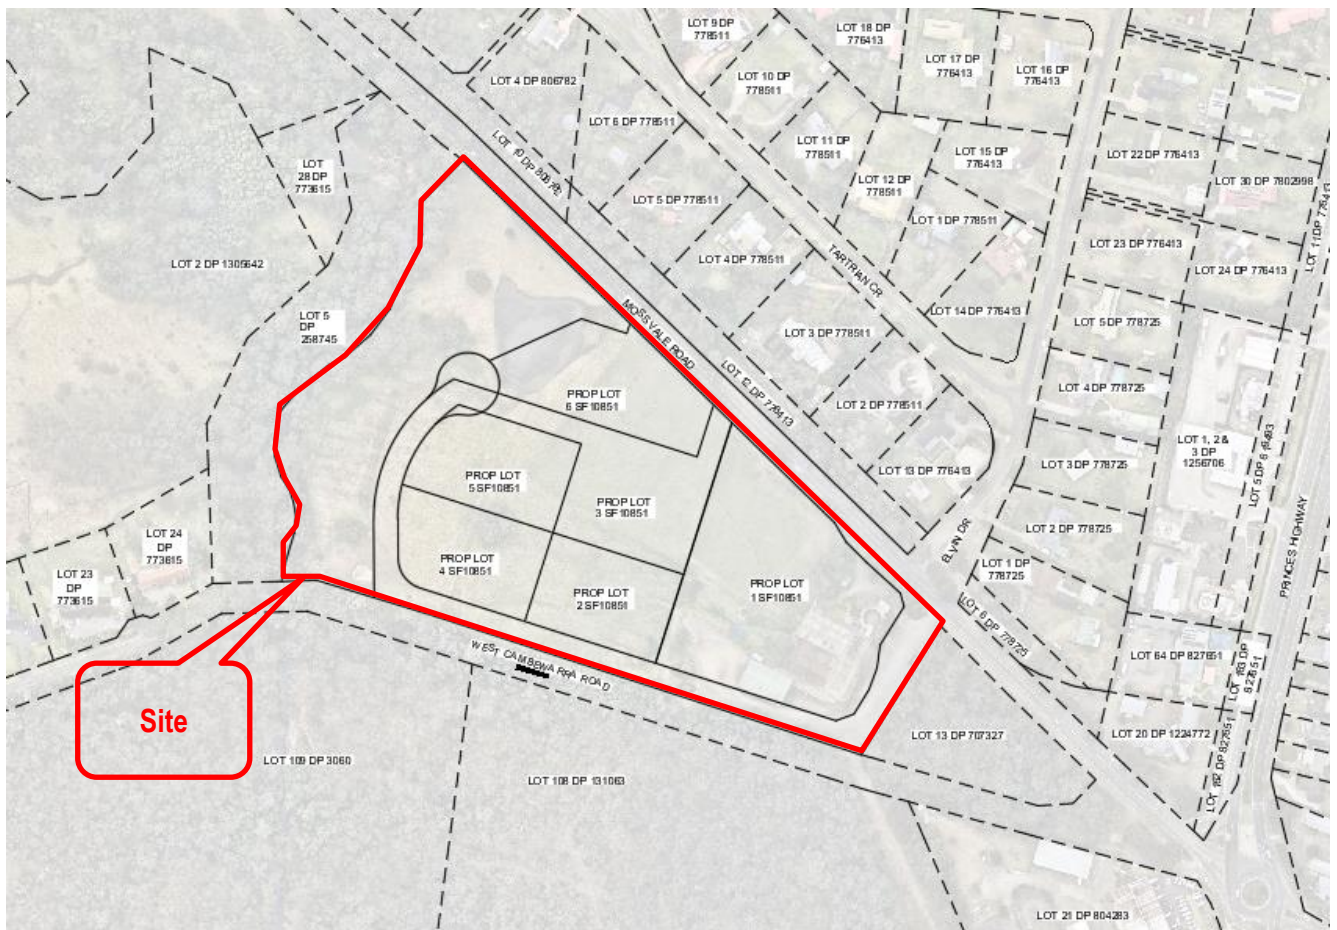 LOT 9 DP
778511
LOT 18 DP
776413
LOT 17 DP
776413
LOT 16 DP
776413
LOT 4 DP 806782
LOT 10 DP
778511
LOT 6 DP 778511
LOT 11 DP
778511
LOT 15 DP
776413
LOT 22 DP 776413
LOT
28 DP
773615
LOT 12 DP
778511
LOT 30 DP 7802998
LOT 5 DP 778511
LOT 1 DP 778511
LOT 11 DP 776413
LOT 23 DP 776413
LOT 2 DP 1305642
LOT 4 DP 778511
TARTRIAN CR
LOT 24 DP 776413
LOT 5
DP
258745
MOSS VALE ROAD
LOT 3 DP 778511
LOT 14 DP 776413
LOT 5 DP 778725
LOT 12 DP 776413
LOT 4 DP 778725
PROP LOT
6 SF10851
LOT 2 DP 778511
LOT 1, 2 &
3 DP
1256706
LOT 13 DP 776413
LOT 3 DP 778725
PROP LOT
5 SF10851
PROP LOT
3 SF10851
PRINCES HIGHWAY
LOT 24
DP
773615
LOT 2 DP 778725
ELVIN DR
PROP LOT
4 SF10851
LOT 1 DP
778725
LOT 23
DP
773615
PROP LOT
2 SF10851
PROP LOT
1 SF10851
LOT 6 DP 778725
WEST CAMBEWARRA ROAD
LOT 64 DP 827651
Site
LOT 13 DP 707327
LOT 20 DP 1224772
LOT 109 DP 3060
LOT 108 DP 131063
LOT 21 DP 804283